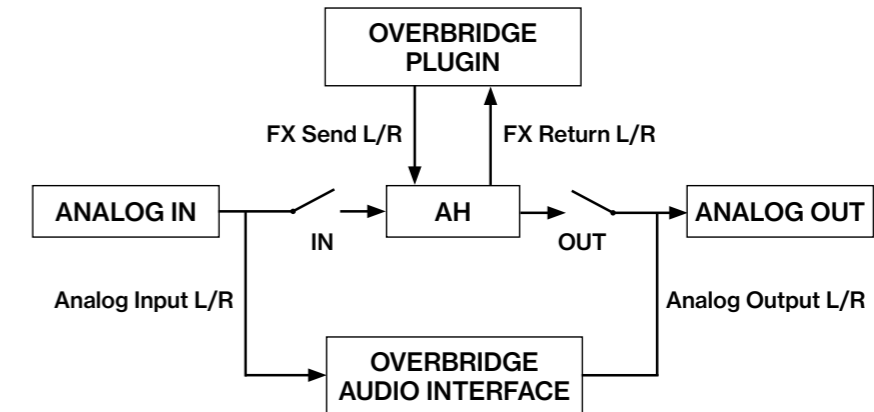 OVERBRIDGE
PLUGIN
FX Send L/R
FX Return L/R
ANALOG IN
AH
ANALOG OUT
IN
OUT
Analog Input L/R
Analog Output L/R
OVERBRIDGE
AUDIO INTERFACE